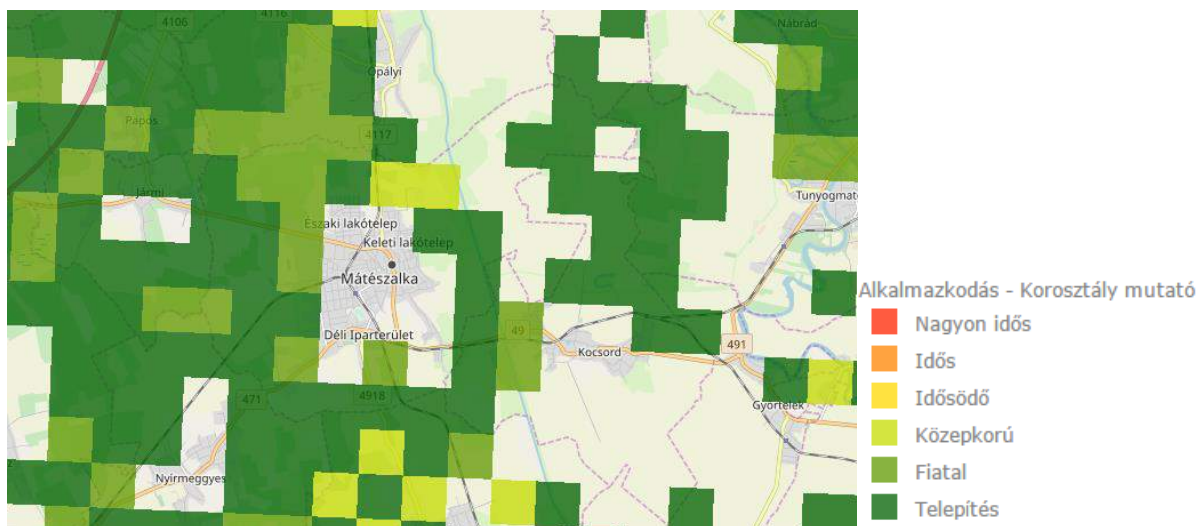 4106
4116
Nábrád
Ópályi
Papos
4117
Jármi
Tunyogmat
Északi lakótelep
Keleti lakótelep
Mátészalka
Déli Iparterület
49
Kocsord
491
471
4918
Győrtelek
Nyírmeggyes
Alkalmazkodás - Korosztály mutató
Nagyon idős
Idős
Idősödő
Középkorú
Fiatal
Telepítés